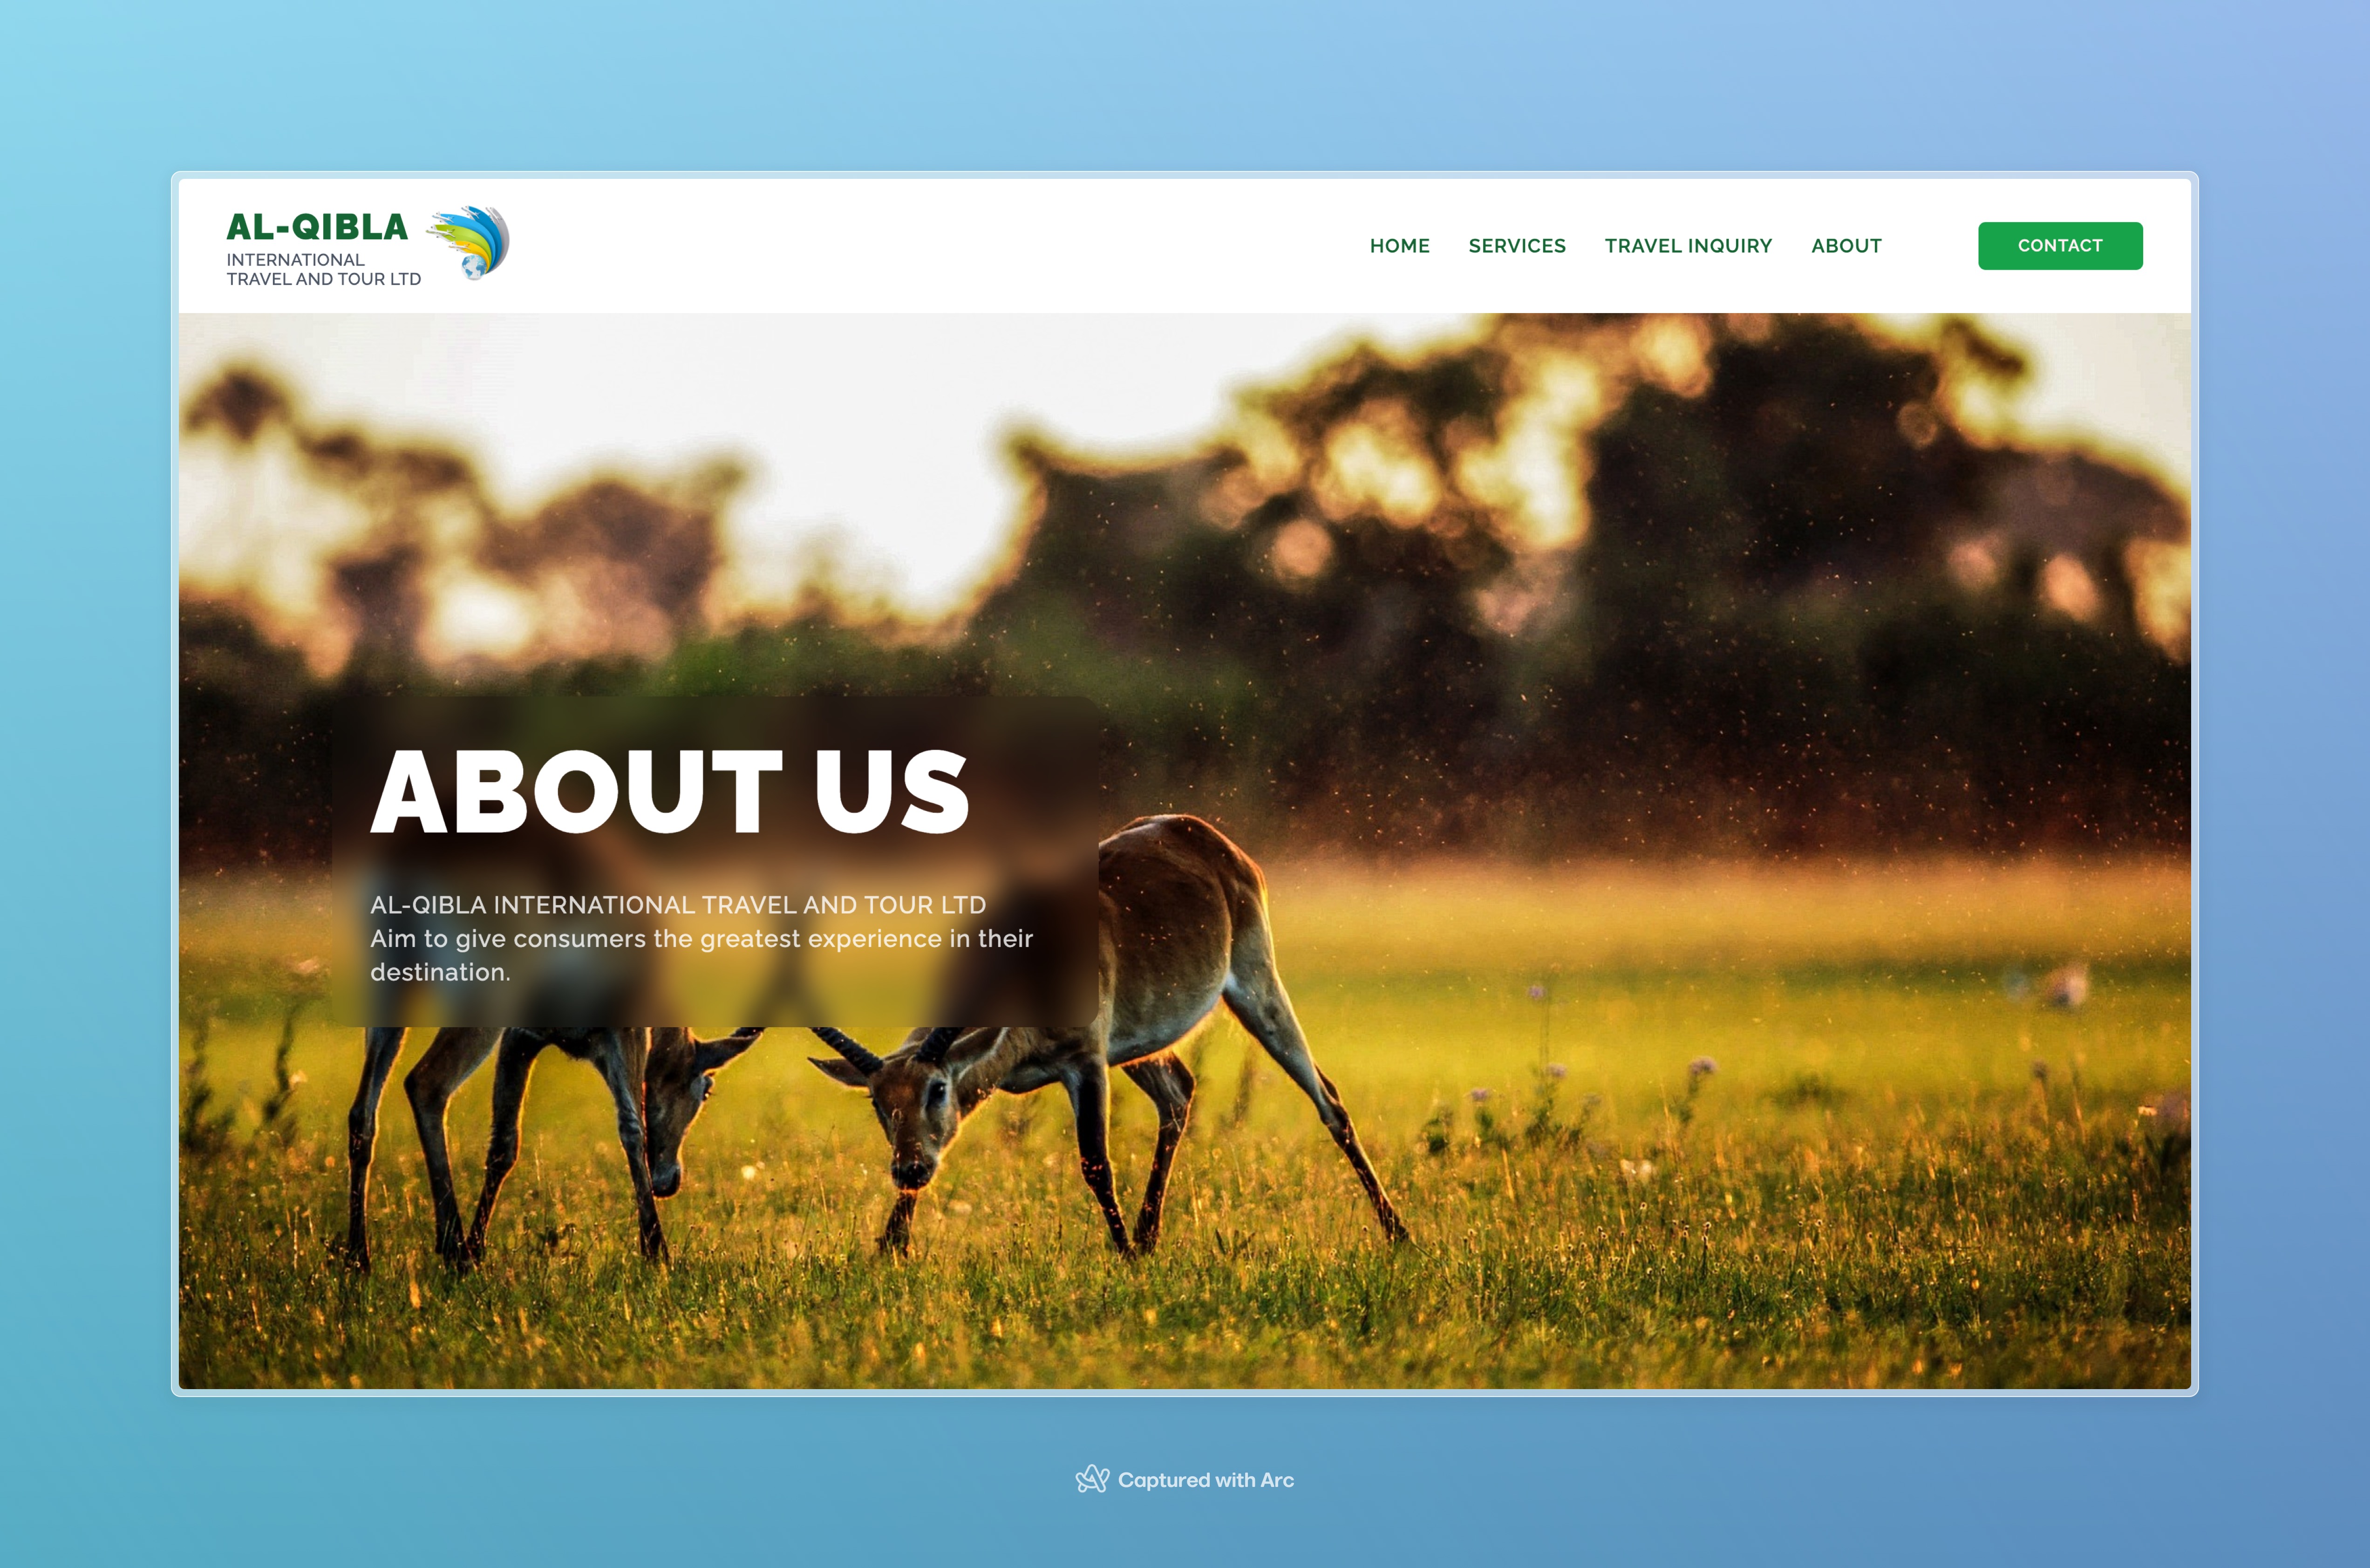 AL-QIBLA
INTERNATIONAL
TRAVEL AND TOUR LTD
HOME
SERVICES
TRAVEL INQUIRY
ABOUT
CONTACT
ABOUT US
AL-QIBLA INTERNATIONAL TRAVEL AND TOUR LTD
Aim to give consumers the greatest experience in their
destination.
Captured with Arc